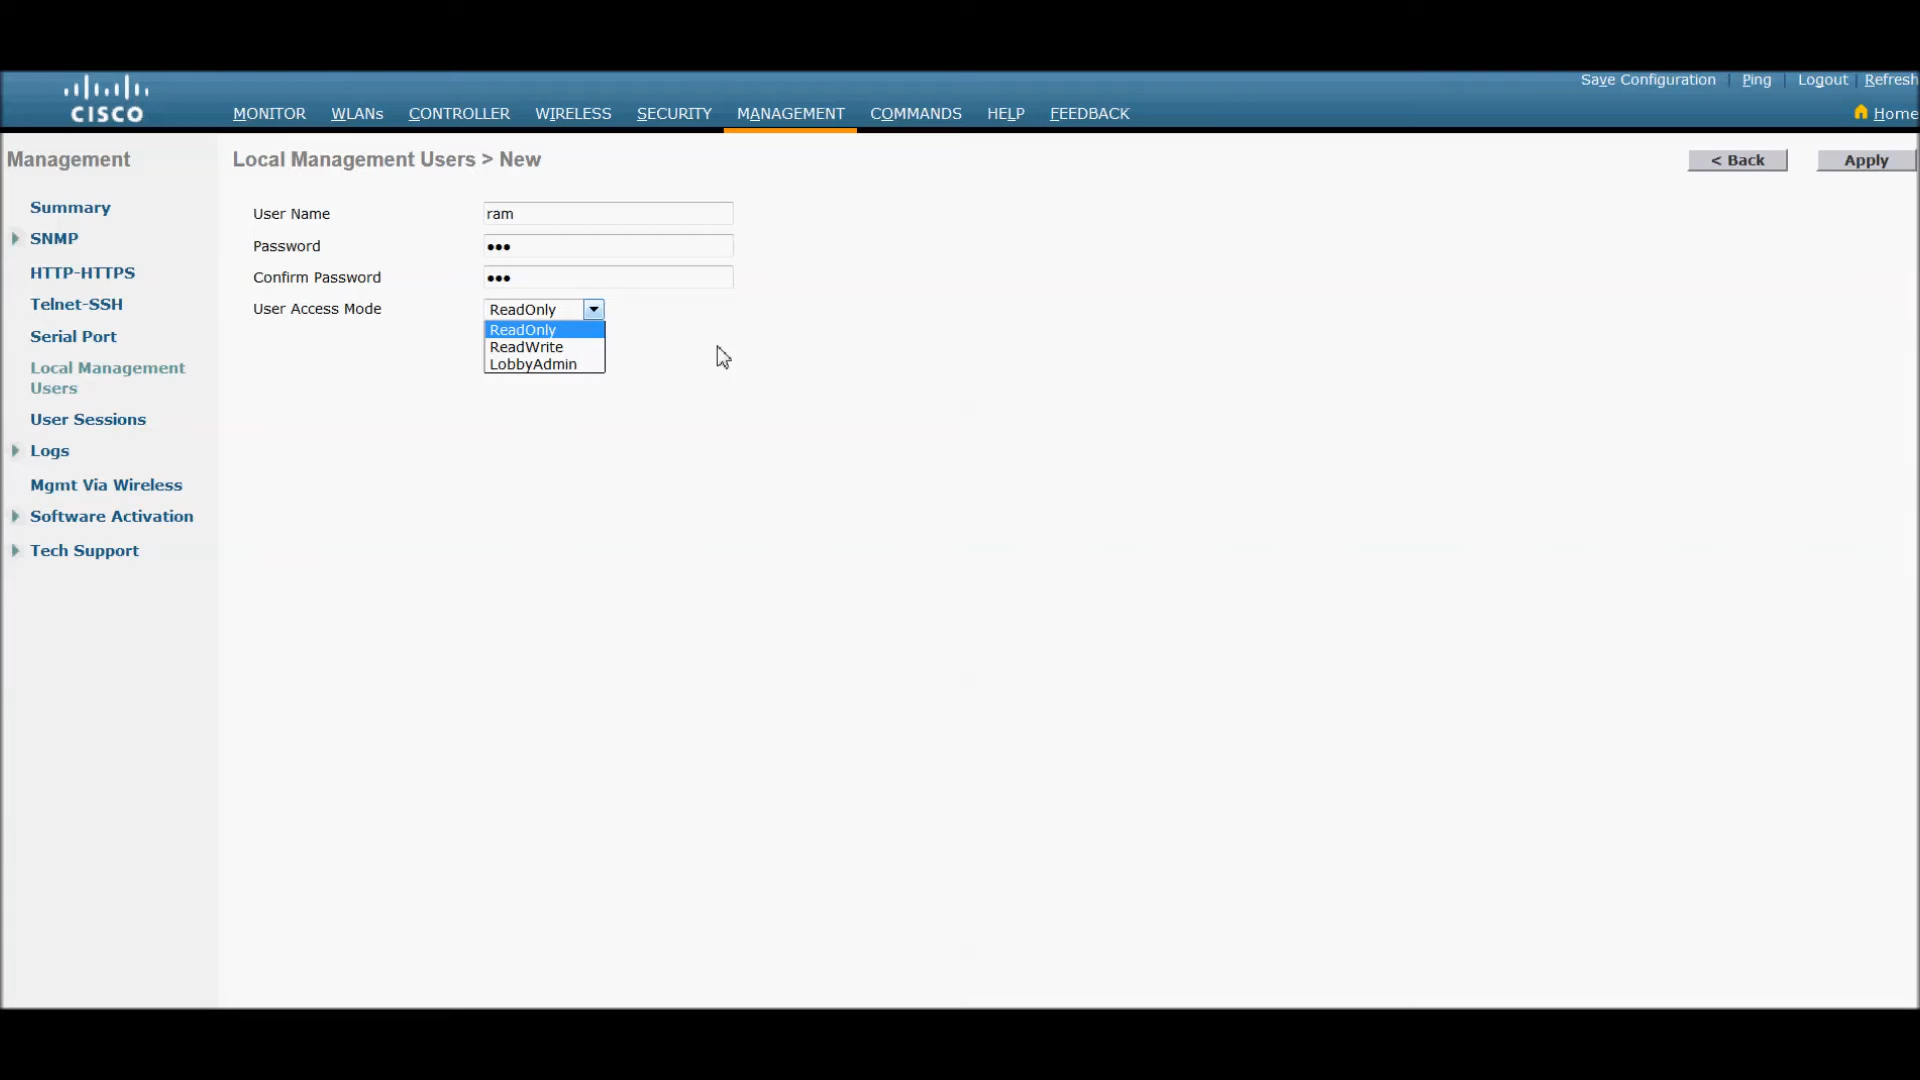 Save Configuration | Ping | Logout | Refresh
CISCO
MONITOR WLANs CONTROLLER WIRELESS SECURITY MANAGEMENT COMMANDS HELP FEEDBACK
Home
Management
Summary
SNMP
HTTP-HTTPS
Telnet-SSH
Serial Port
Local Management
Users
User Sessions
Logs
Mgmt Via Wireless
Software Activation
Tech Support
Local Management Users > New
< Back
Apply
User Name ram
Password •••
Confirm Password •••
User Access Mode ReadOnly
ReadOnly
ReadWrite
LobbyAdmin